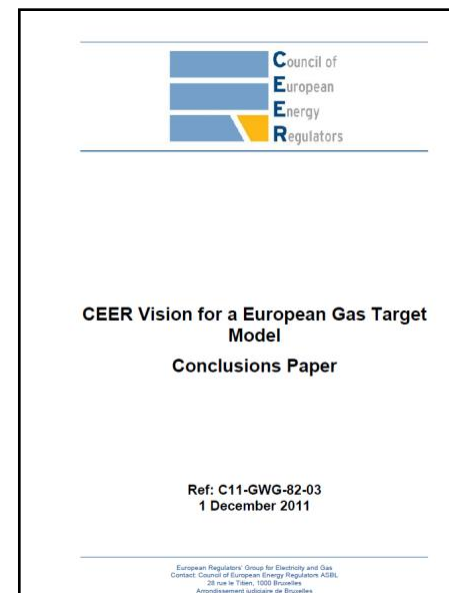 Council of
European
Energy
Regulators
CEER Vision for a European Gas Target
Model
Conclusions Paper
Ref: C11-GWG-82-03
1 December 2011
European Regulators' Group for Electricity and Gas
Contact: Council of European Energy Regulators ASBL
28 rue le Titien, 1000 Bruxelles
Arrondissement judiciaire de Bruxelles